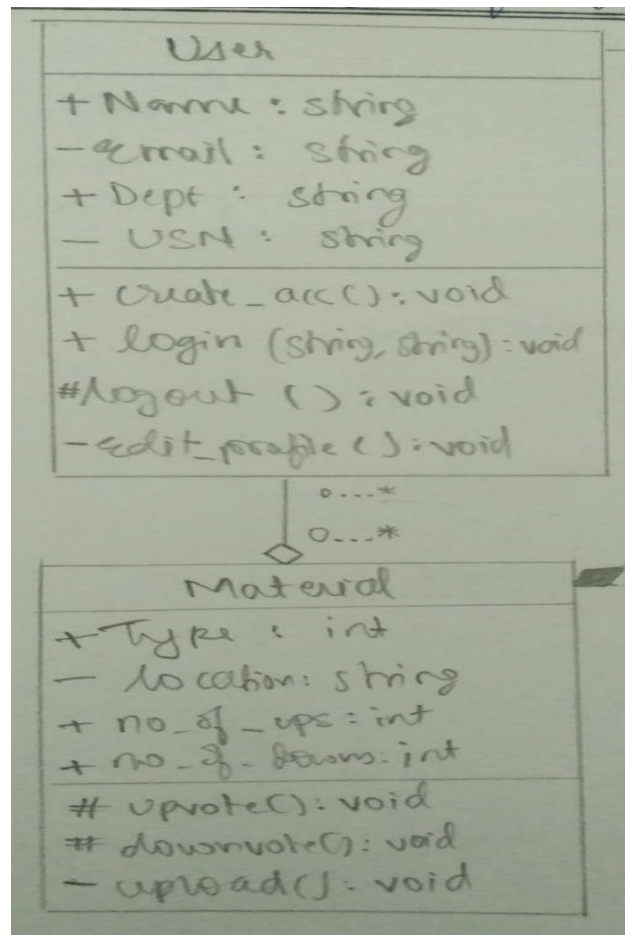 User
+ Name : string
- Email : string
+ Dept : string
- USN : string
+ create_acc() : void
+ login (string, string) : void
# logout () : void
- edit_profile () : void
0...*
0...*
Material
+ Type : int
- location : string
+ no_of_ups : int
+ no_of_downs : int
# upvote() : void
# downvote() : void
- upload() : void